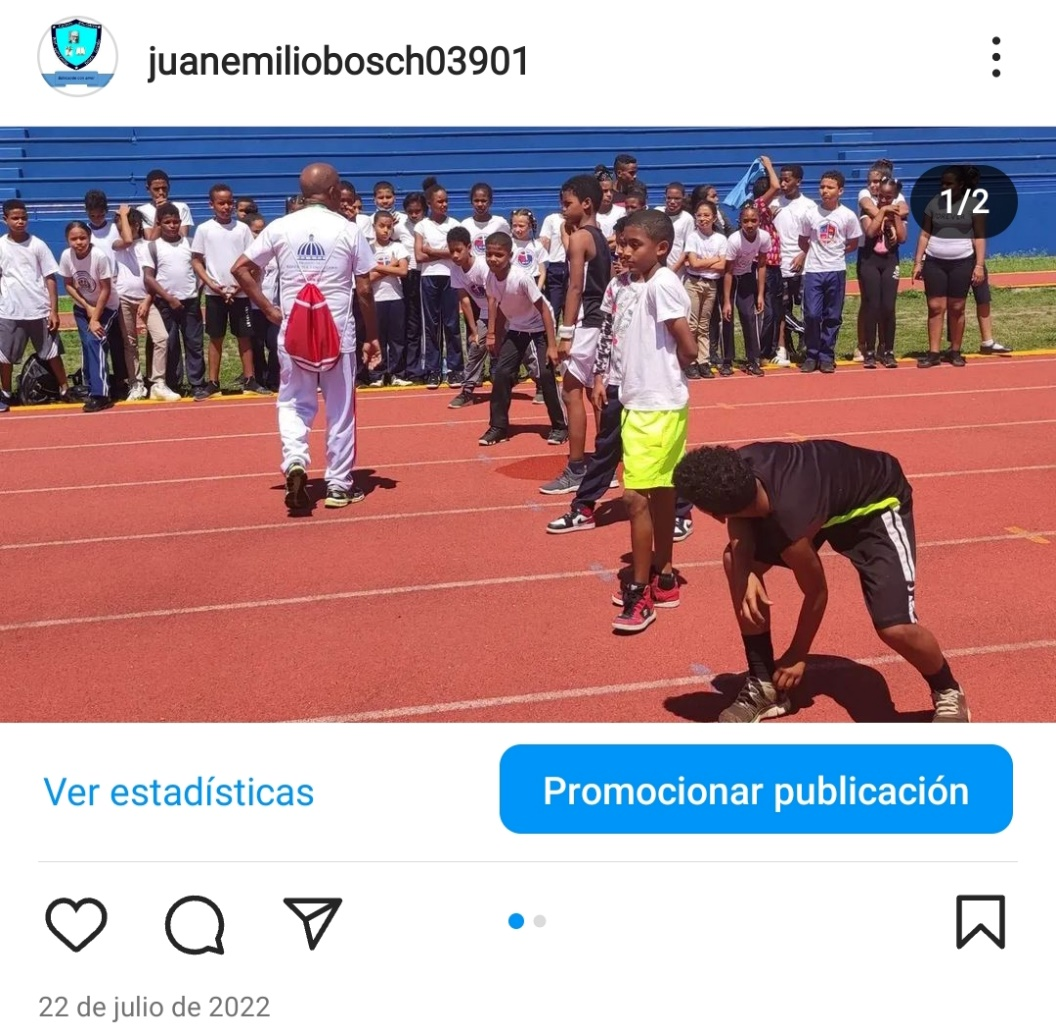 juanemiliobosch03901
1/2
Ver estadísticas
Promocionar publicación
22 de julio de 2022